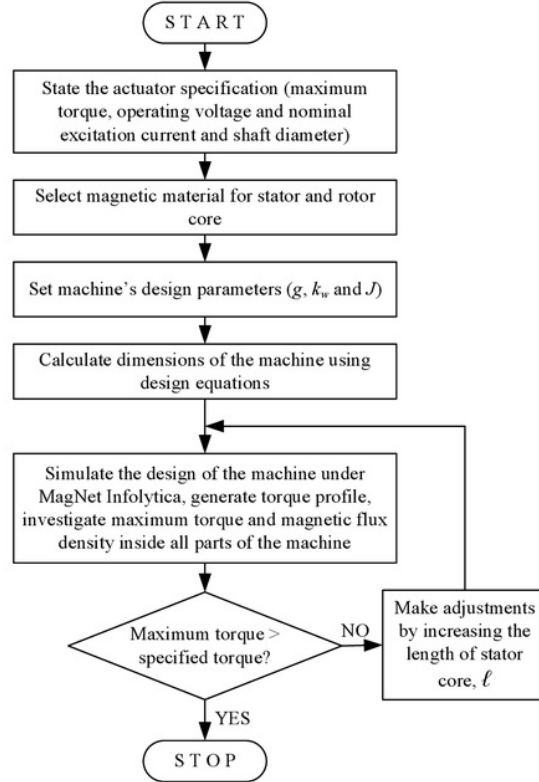 S T A R T
State the actuator specification (maximum
torque, operating voltage and nominal
excitation current and shaft diameter)
Select magnetic material for stator and rotor
core
Set machine's design parameters (g, kw and J)
Calculate dimensions of the machine using
design equations
Simulate the design of the machine under
MagNet Infolytica, generate torque profile,
investigate maximum torque and magnetic flux
density inside all parts of the machine
Maximum torque >
specified torque?
NO
Make adjustments
by increasing the
length of stator
core, ℓ
YES
S T O P